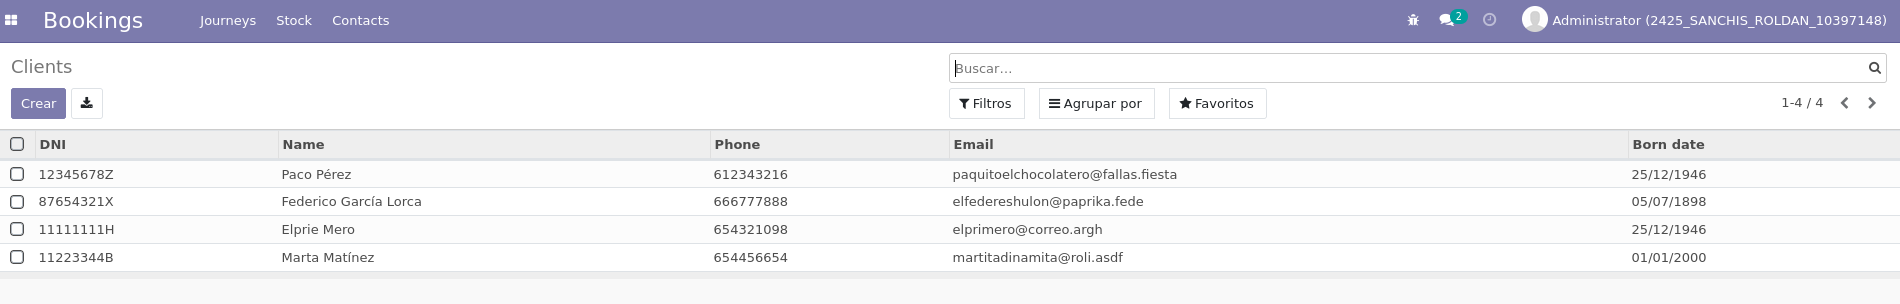 Bookings Journeys Stock Contacts 2 Administrator (2425_SANCHIS_ROLDAN_10397148)
Clients Buscar...
Crear Filtros Agrupar por Favoritos 1-4 / 4
DNI Name Phone Email Born date
12345678Z Paco Pérez 612343216 paquitoelchocolatero@fallas.fiesta 25/12/1946
87654321X Federico García Lorca 666777888 elfedereshulon@paprika.fede 05/07/1898
11111111H Elprie Mero 654321098 elprimero@correo.argh 25/12/1946
11223344B Marta Matínez 654456654 martitadinamita@roli.asdf 01/01/2000